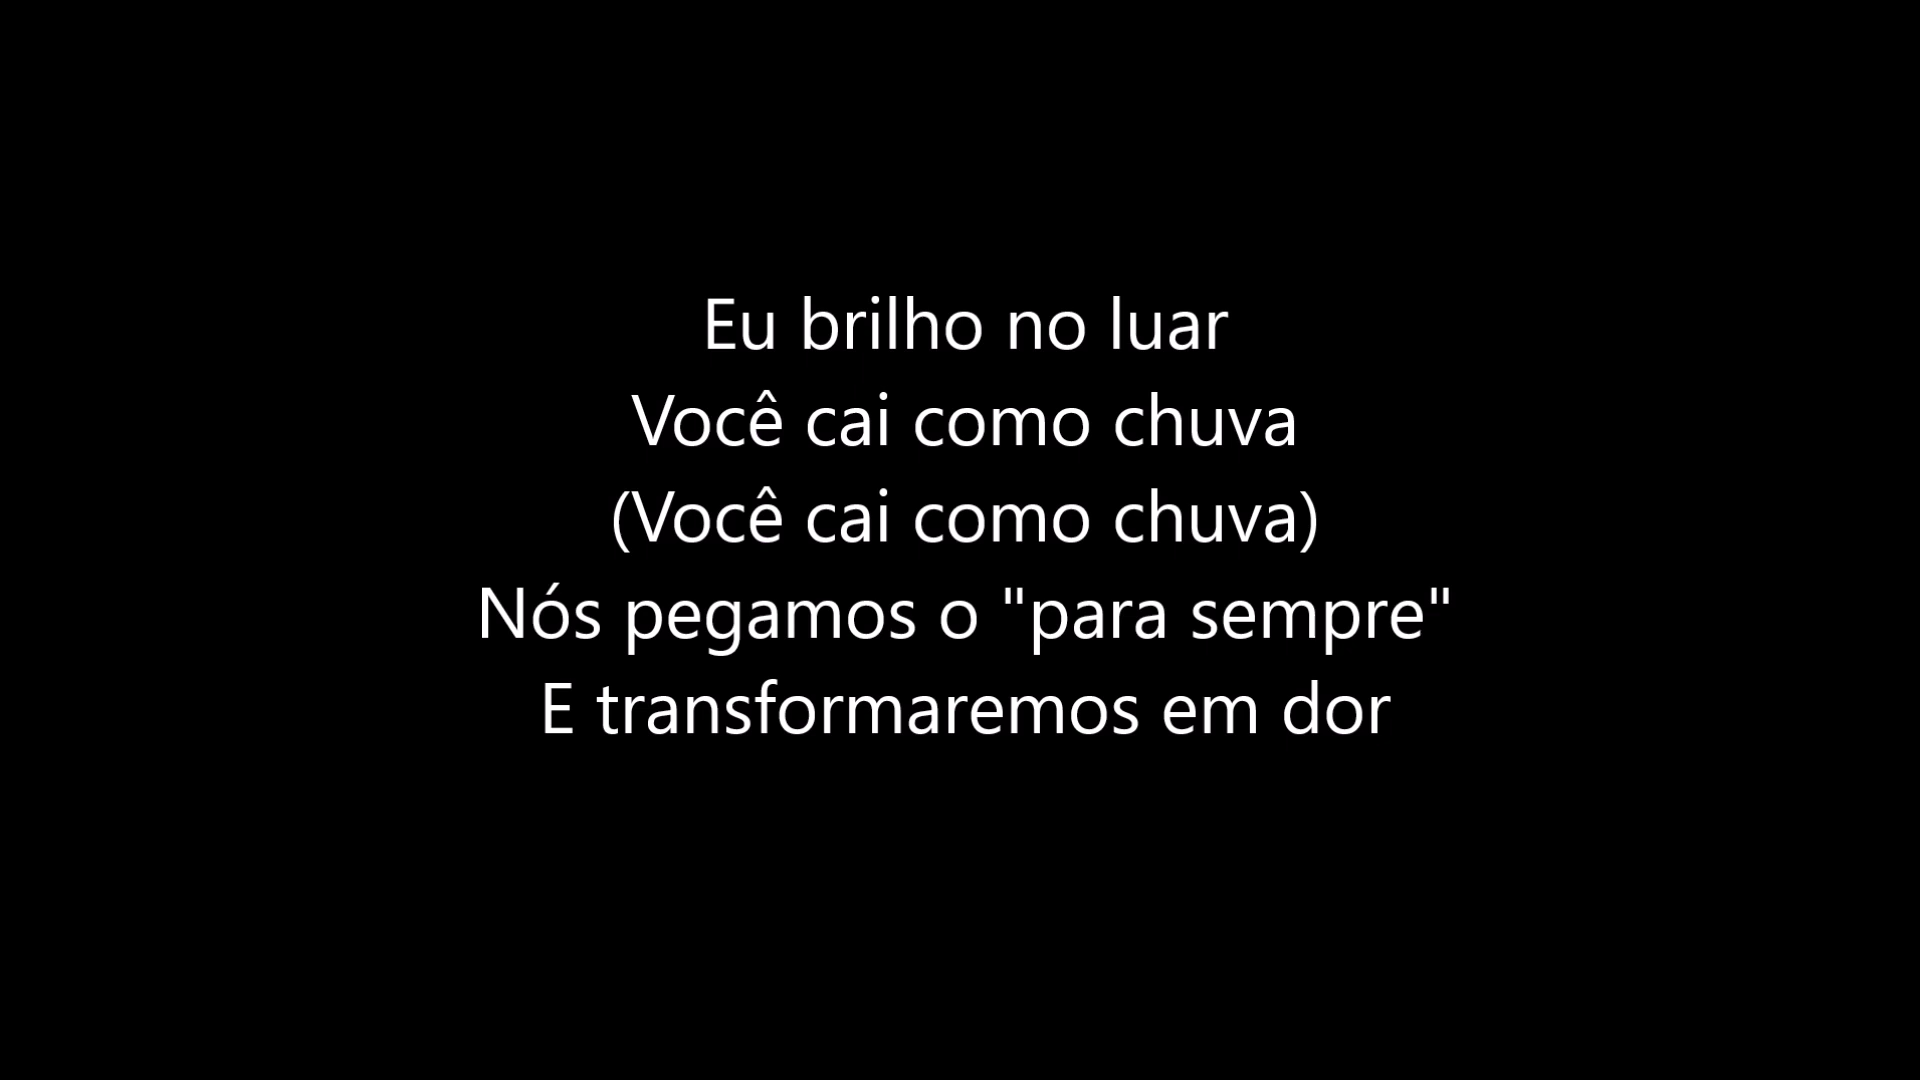 Eu brilho no luar
Você cai como chuva
(Você cai como chuva)
Nós pegamos o "para sempre"
E transformaremos em dor